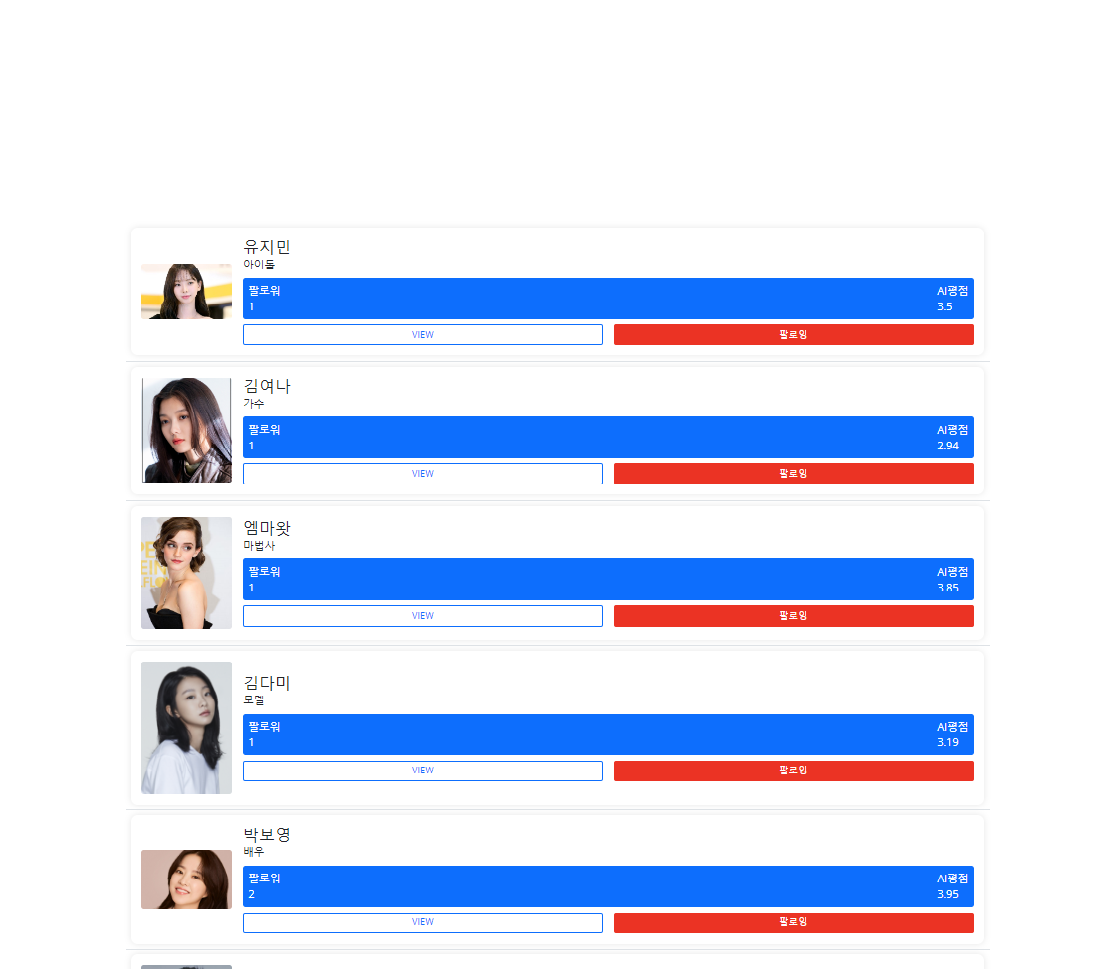 유지민
아이돌
팔로워 AI평점
1 3.5
VIEW 팔로잉
김여나
가수
팔로워 AI평점
1 2.94
VIEW 팔로잉
엠마왓
마법사
팔로워 AI평점
1 3.85
VIEW 팔로잉
김다미
모델
팔로워 AI평점
1 3.19
VIEW 팔로잉
박보영
배우
팔로워 AI평점
2 3.95
VIEW 팔로잉